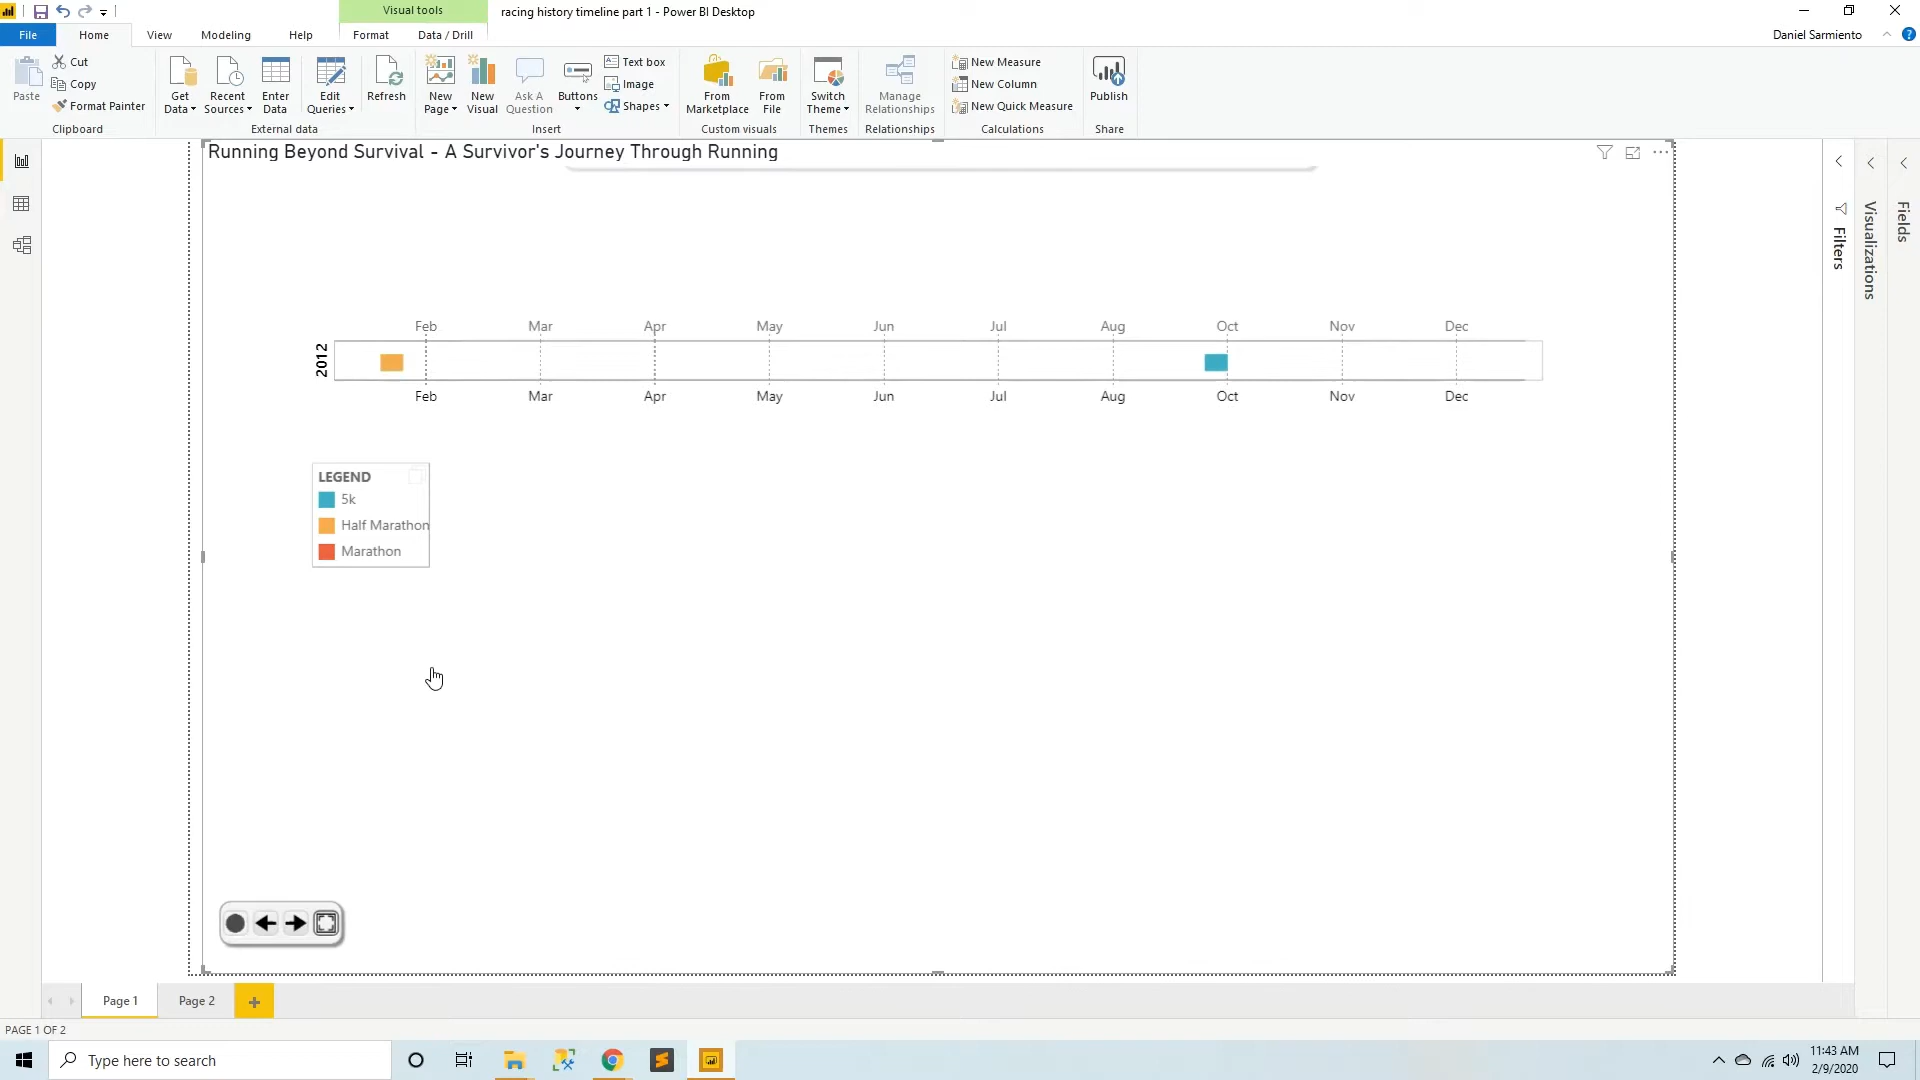 Visual tools
racing history timeline part 1 - Power BI Desktop
File
Home
View
Modeling
Help
Format
Data / Drill
Daniel Sarmiento
Paste
Cut
Copy
Format Painter
Clipboard
Get Data
Recent Sources
Enter Data
Edit Queries
Refresh
External data
New Page
New Visual
Ask A Question
Buttons
Text box
Image
Shapes
Insert
From Marketplace
From File
Custom visuals
Switch Theme
Themes
Manage Relationships
Relationships
New Measure
New Column
New Quick Measure
Calculations
Publish
Share
Running Beyond Survival - A Survivor's Journey Through Running
Filters
Visualizations
Fields
Feb Mar Apr May Jun Jul Aug Oct Nov Dec
2012
Feb Mar Apr May Jun Jul Aug Oct Nov Dec
LEGEND
5k
Half Marathon
Marathon
Page 1
Page 2
PAGE 1 OF 2
Type here to search
11:43 AM
2/9/2020